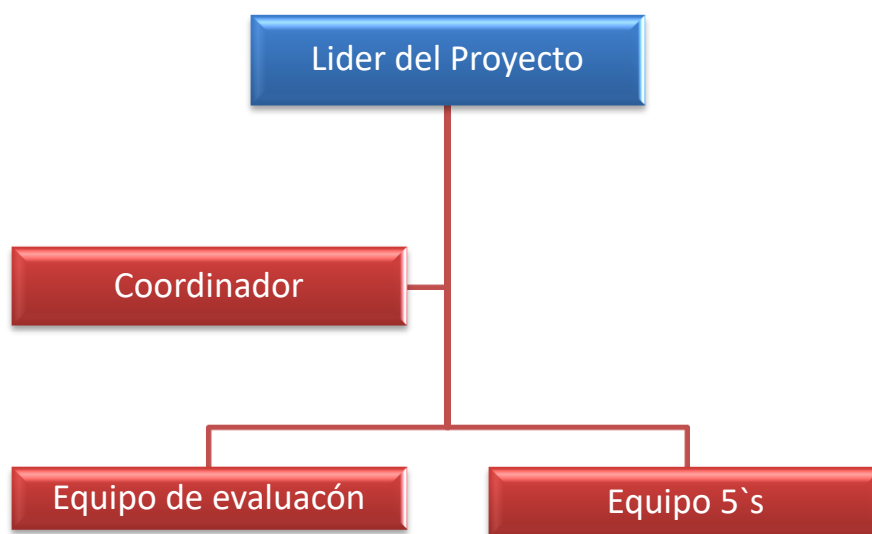 Lider del Proyecto
Coordinador
Equipo de evaluacón
Equipo 5`s